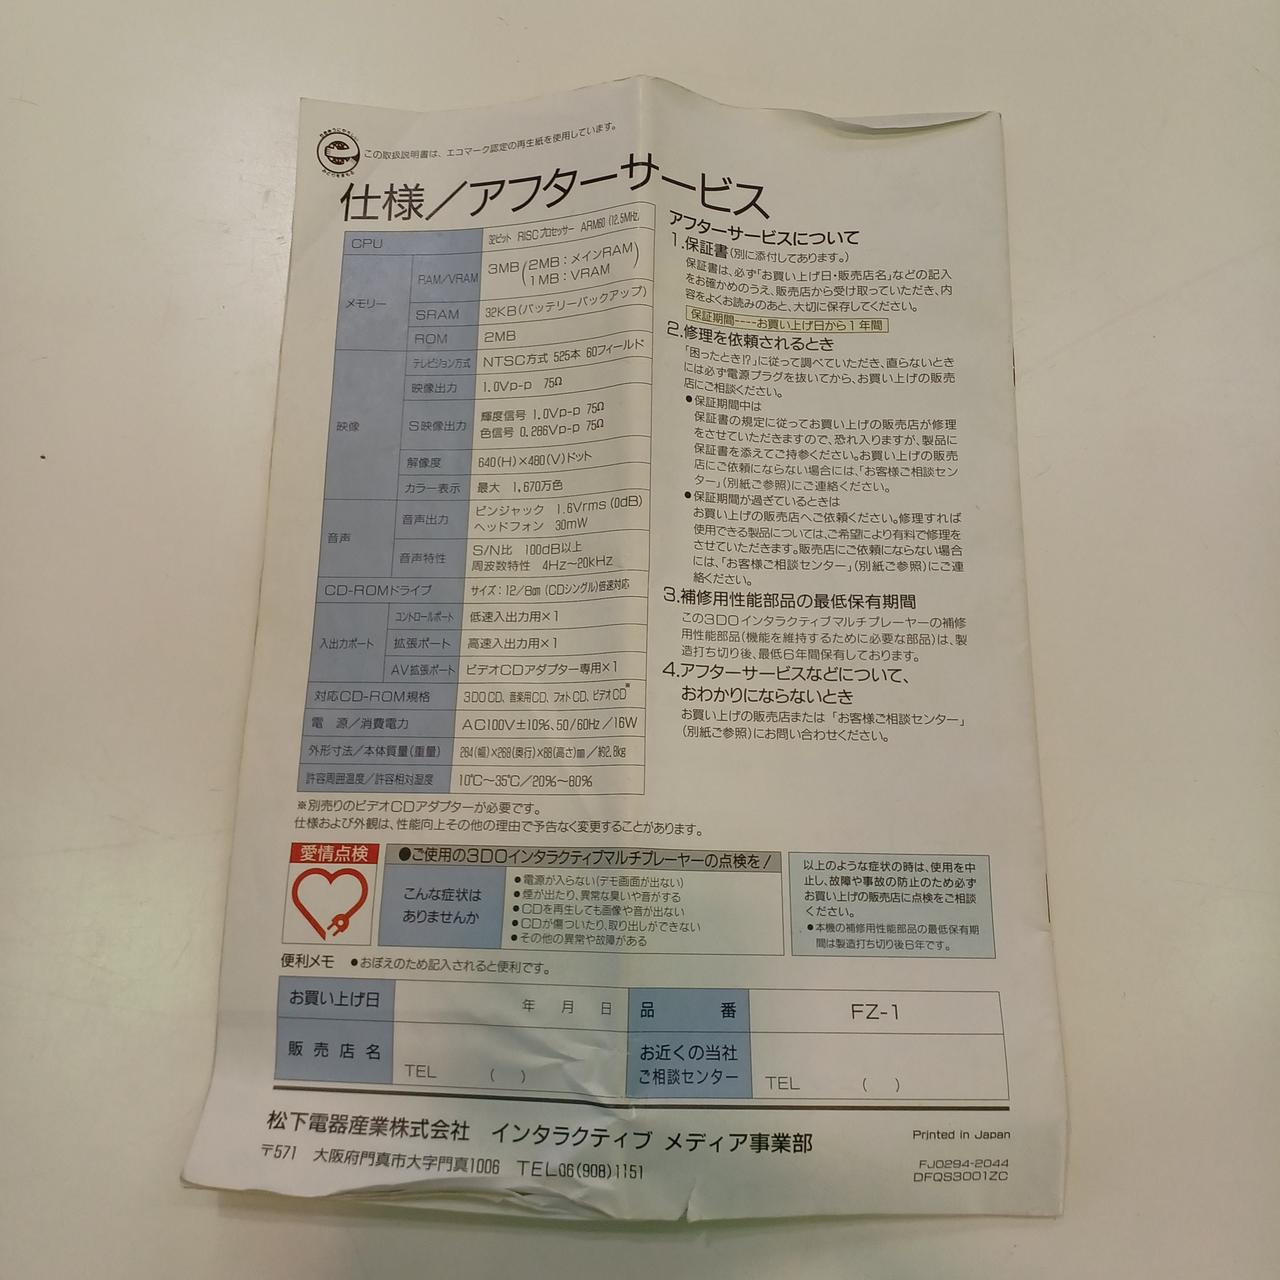 この取扱説明書は、エコマーク認定の再生紙を使用しています。
仕様／アフターサービス
CPU 32ビット RISCプロセッサー ARM60 (12.5MHz)
メモリー
RAM/VRAM 3MB(2MB：メインRAM
1MB：VRAM)
SRAM 32KB(バッテリーバックアップ)
ROM 2MB
映像
テレビジョン方式 NTSC方式 525本 60フィールド
映像出力 1.0Vp-p 75Ω
S映像出力 輝度信号 1.0Vp-p 75Ω
色信号 0.286Vp-p 75Ω
解像度 640(H)×480(V)ドット
カラー表示 最大 1,670万色
音声
音声出力 ピンジャック 1.6Vrms (0dB)
ヘッドフォン 30mW
音声特性 S/N比 100dB以上
周波数特性 4Hz〜20kHz
CD-ROMドライブ サイズ：12/8cm (CDシングル)倍速対応
入出力ポート
コントロールポート 低速入出力用×1
拡張ポート 高速入出力用×1
AV拡張ポート ビデオCDアダプター専用×1
対応CD-ROM規格 3DO CD、音楽用CD、フォトCD、ビデオCD※
電 源／消費電力 AC100V±10%、50/60Hz／16W
外形寸法／本体質量(重量) 284(幅)×268(奥行)×88(高さ)mm／約2.8kg
許容周囲温度／許容相対湿度 10℃〜35℃／20%〜80%
※別売りのビデオCDアダプターが必要です。
仕様および外観は、性能向上その他の理由で予告なく変更することがあります。
アフターサービスについて
1.保証書(別に添付してあります。)
保証書は、必ず「お買い上げ日・販売店名」などの記入
をお確かめのうえ、販売店から受け取っていただき、内
容をよくお読みのあと、大切に保存してください。
保証期間----お買い上げ日から1年間
2.修理を依頼されるとき
「困ったとき!?」に従って調べていただき、直らないとき
には必ず電源プラグを抜いてから、お買い上げの販売
店にご相談ください。
●保証期間中は
保証書の規定に従ってお買い上げの販売店が修理
をさせていただきますので、恐れ入りますが、製品に
保証書を添えてご持参ください。お買い上げの販売
店にご依頼にならない場合には、「お客様ご相談セン
ター」(別紙ご参照)にご連絡ください。
●保証期間が過ぎているときは
お買い上げの販売店へご依頼ください。修理すれば
使用できる製品については、ご希望により有料で修理を
させていただきます。販売店にご依頼にならない場合
には、「お客様ご相談センター」(別紙ご参照)にご連
絡ください。
3.補修用性能部品の最低保有期間
この3DOインタラクティブマルチプレーヤーの補修
用性能部品(機能を維持するために必要な部品)は、製
造打ち切り後、最低6年間保有しております。
4.アフターサービスなどについて、
おわかりにならないとき
お買い上げの販売店または「お客様ご相談センター」
(別紙ご参照)にお問い合わせください。
愛情点検
●ご使用の3DOインタラクティブマルチプレーヤーの点検を！
こんな症状は
ありませんか
●電源が入らない(デモ画面が出ない)
●煙が出たり、異常な臭いや音がする
●CDを再生しても画像や音が出ない
●CDが傷ついたり、取り出しができない
●その他の異常や故障がある
以上のような症状の時は、使用を中
止し、故障や事故の防止のため必ず
お買い上げの販売店に点検をご相談
ください。
●本機の補修用性能部品の最低保有期
間は製造打ち切り後6年です。
便利メモ ●おぼえのため記入されると便利です。
お買い上げ日 年 月 日 品 番 FZ-1
販 売 店 名 TEL ( )
お近くの当社
ご相談センター TEL ( )
松下電器産業株式会社 インタラクティブ メディア事業部
〒571 大阪府門真市大字門真1006 TEL06(908)1151
Printed in Japan
FJ0294-2044
DFQS3001ZC